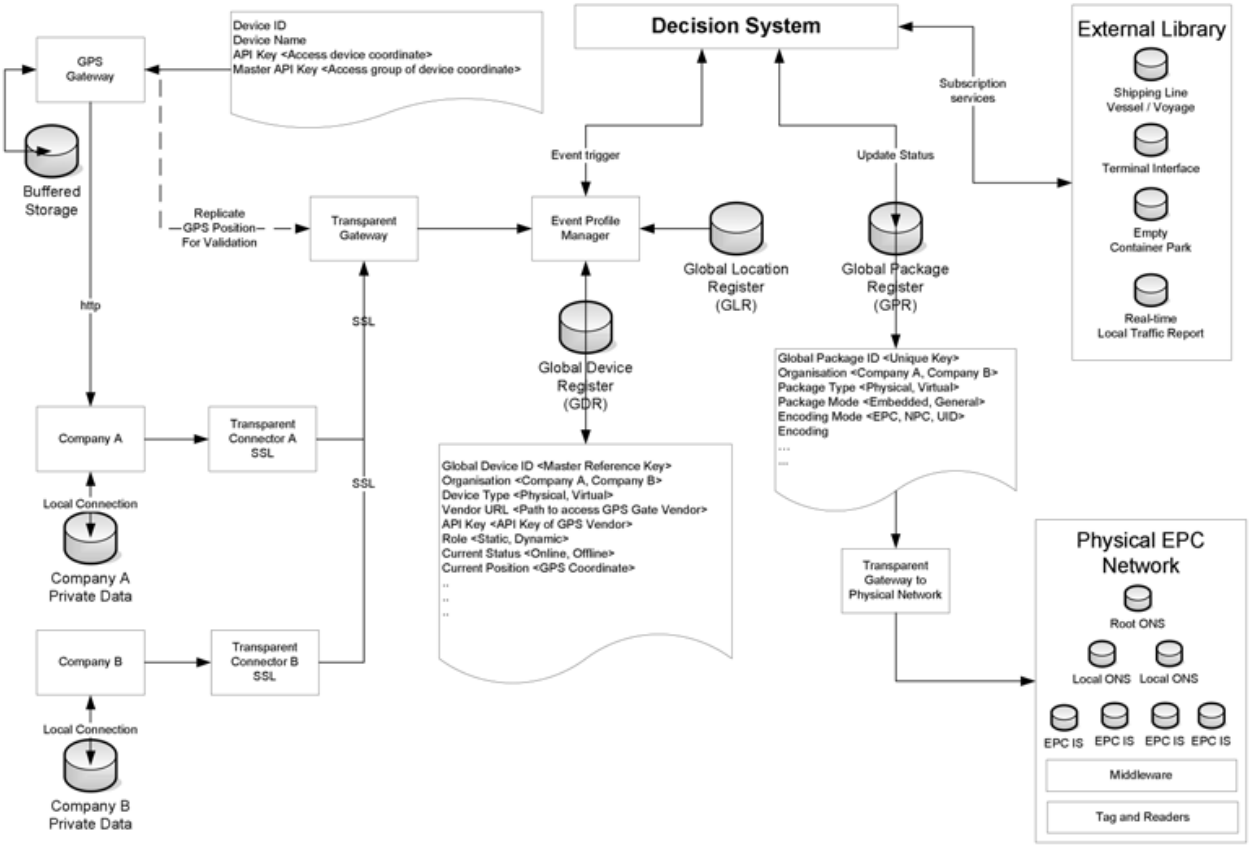 Decision System
Device ID
Device Name
API Key <Access device coordinate>
Master API Key <Access group of device coordinate>
GPS
Gateway
Buffered
Storage
Replicate
GPS Position
For Validation
Transparent
Gateway
Event trigger
Event Profile
Manager
Update Status
Subscription
services
External Library
Shipping Line
Vessel / Voyage
Terminal Interface
Empty
Container Park
Real-time
Local Traffic Report
Global Location
Register
(GLR)
Global Package
Register
(GPR)
http
SSL
Global Device
Register
(GDR)
Global Package ID <Unique Key>
Organisation <Company A, Company B>
Package Type <Physical, Virtual>
Package Mode <Embedded, General>
Encoding Mode <EPC, NPC, UID>
Encoding
...
...
Company A
Transparent
Connector A
SSL
SSL
Local Connection
Company A
Private Data
Global Device ID <Master Reference Key>
Organisation <Company A, Company B>
Device Type <Physical, Virtual>
Vendor URL <Path to access GPS Gate Vendor>
API Key <API Key of GPS Vendor>
Role <Static, Dynamic>
Current Status <Online, Offline>
Current Position <GPS Coordinate>
..
..
..
Transparent
Gateway to
Physical Network
Physical EPC
Network
Root ONS
Local ONS Local ONS
EPC IS EPC IS EPC IS EPC IS
Middleware
Tag and Readers
Company B
Transparent
Connector B
SSL
Local Connection
Company B
Private Data